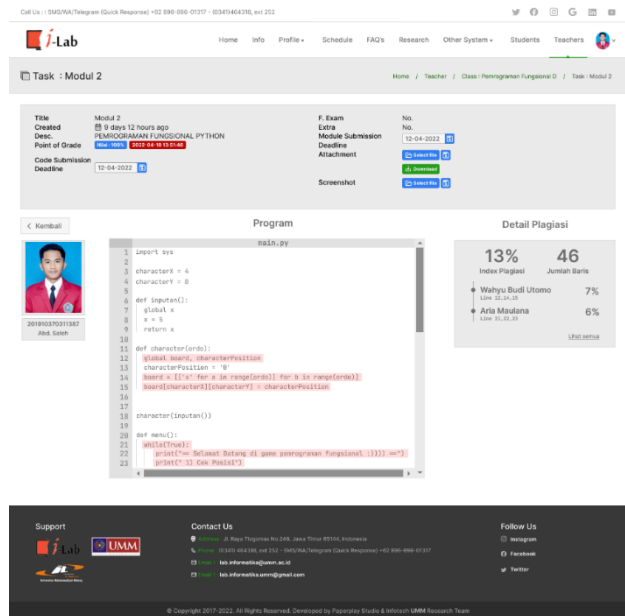 Call Us : : SMS/WA/Telegram (Quick Response) +62 898-898-01317 - (0341)464318, ext 252
i-Lab
Home Info Profile Schedule FAQ's Research Other System Students Teachers
Task : Modul 2
Home / Teacher / Class : Pemrograman Fungsional D / Task : Modul 2
Title Modul 2
Created 9 days 12 hours ago
Desc. PEMROGRAMAN FUNGSIONAL PYTHON
Point of Grade Nilai : 100% 2022-04-16 13:01:46
Code Submission Deadline 12-04-2022
F. Exam No.
Extra No.
Module Submission Deadline 12-04-2022
Attachment Select file
Download
Screenshot Select file
Kembali
Program
Detail Plagiasi
201910370311387
Abd. Saleh
main.py
1 import sys
2
3 characterX = 4
4 characterY = 0
5
6 def inputan():
7 global x
8 x = 5
9 return x
10
11 def character(ordo):
12 global board, characterPosition
13 characterPosition = '0'
14 board = [['x' for a in range(ordo)] for b in range(ordo)]
15 board[characterX][characterY] = characterPosition
16
17
18 character(inputan())
19
20 def menu():
21 while(True):
22 print("== Selamat Datang di game pemrograman fungsional :)))) ==")
23 print(" 1) Cek Posisi")
13% 46
Index Plagiasi Jumlah Baris
Wahyu Budi Utomo 7%
Line 12,14,15
Aria Maulana 6%
Line 21,22,23
Lihat semua
Support
i-Lab
UMM
Contact Us
Address : Jl. Raya Tlogomas No 246, Jawa Timur 65144, Indonesia
Phone : (0341) 464318, ext 252 - SMS/WA/Telegram (Quick Response) +62 898-898-01317
Email 1 : lab.informatika@umm.ac.id
Email 2 : lab.informatika.umm@gmail.com
Follow Us
Instagram
Facebook
Twitter
© Copyright 2017-2022. All Rights Reserved. Developed by Paperplay Studio & Infotech UMM Research Team